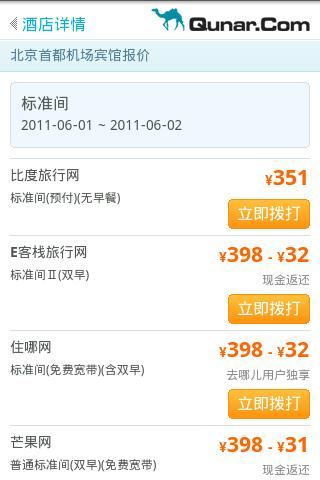 酒店详情
Qunar.Com
北京首都机场宾馆报价
标准间
2011-06-01 ~ 2011-06-02
比度旅行网
¥351
标准间(预付)(无早餐)
立即拨打
E客栈旅行网
¥398 - ¥32
标准间Ⅱ(双早)
现金返还
立即拨打
住哪网
¥398 - ¥32
标准间(免费宽带)(含双早)
去哪儿用户独享
立即拨打
芒果网
¥398 - ¥31
普通标准间(双早)(免费宽带)
现金返还